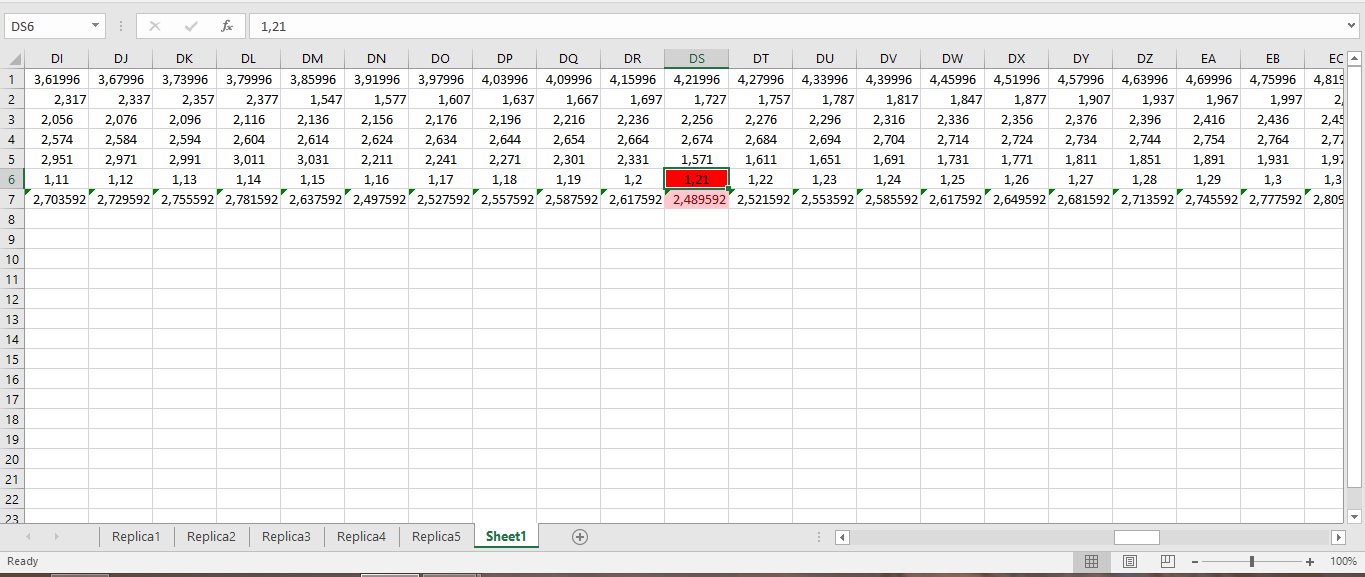 DS6 fx 1,21
DI DJ DK DL DM DN DO DP DQ DR DS DT DU DV DW DX DY DZ EA EB EC
1 3,61996 3,67996 3,73996 3,79996 3,85996 3,91996 3,97996 4,03996 4,09996 4,15996 4,21996 4,27996 4,33996 4,39996 4,45996 4,51996 4,57996 4,63996 4,69996 4,75996 4,819
2 2,317 2,337 2,357 2,377 1,547 1,577 1,607 1,637 1,667 1,697 1,727 1,757 1,787 1,817 1,847 1,877 1,907 1,937 1,967 1,997 2,
3 2,056 2,076 2,096 2,116 2,136 2,156 2,176 2,196 2,216 2,236 2,256 2,276 2,296 2,316 2,336 2,356 2,376 2,396 2,416 2,436 2,45
4 2,574 2,584 2,594 2,604 2,614 2,624 2,634 2,644 2,654 2,664 2,674 2,684 2,694 2,704 2,714 2,724 2,734 2,744 2,754 2,764 2,77
5 2,951 2,971 2,991 3,011 3,031 2,211 2,241 2,271 2,301 2,331 1,571 1,611 1,651 1,691 1,731 1,771 1,811 1,851 1,891 1,931 1,97
6 1,11 1,12 1,13 1,14 1,15 1,16 1,17 1,18 1,19 1,2 1,21 1,22 1,23 1,24 1,25 1,26 1,27 1,28 1,29 1,3 1,3
7 2,703592 2,729592 2,755592 2,781592 2,637592 2,497592 2,527592 2,557592 2,587592 2,617592 2,489592 2,521592 2,553592 2,585592 2,617592 2,649592 2,681592 2,713592 2,745592 2,777592 2,809
8
9
10
11
12
13
14
15
16
17
18
19
20
21
22
23
Replica1 Replica2 Replica3 Replica4 Replica5 Sheet1
Ready 100%